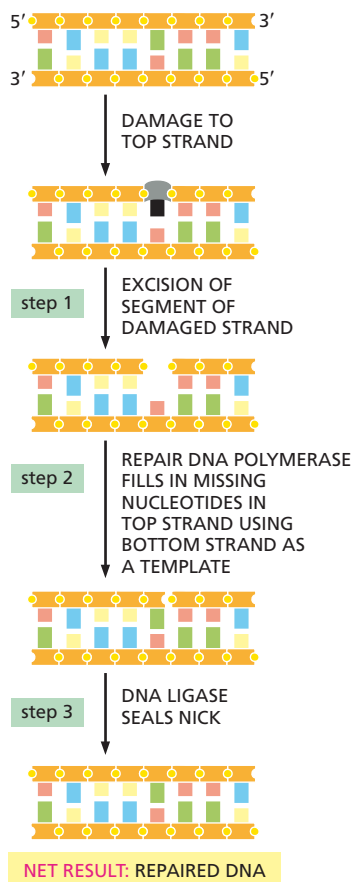 5′ 3′
3′ 5′
DAMAGE TO
TOP STRAND
step 1
EXCISION OF
SEGMENT OF
DAMAGED STRAND
step 2
REPAIR DNA POLYMERASE
FILLS IN MISSING
NUCLEOTIDES IN
TOP STRAND USING
BOTTOM STRAND AS
A TEMPLATE
step 3
DNA LIGASE
SEALS NICK
NET RESULT: REPAIRED DNA